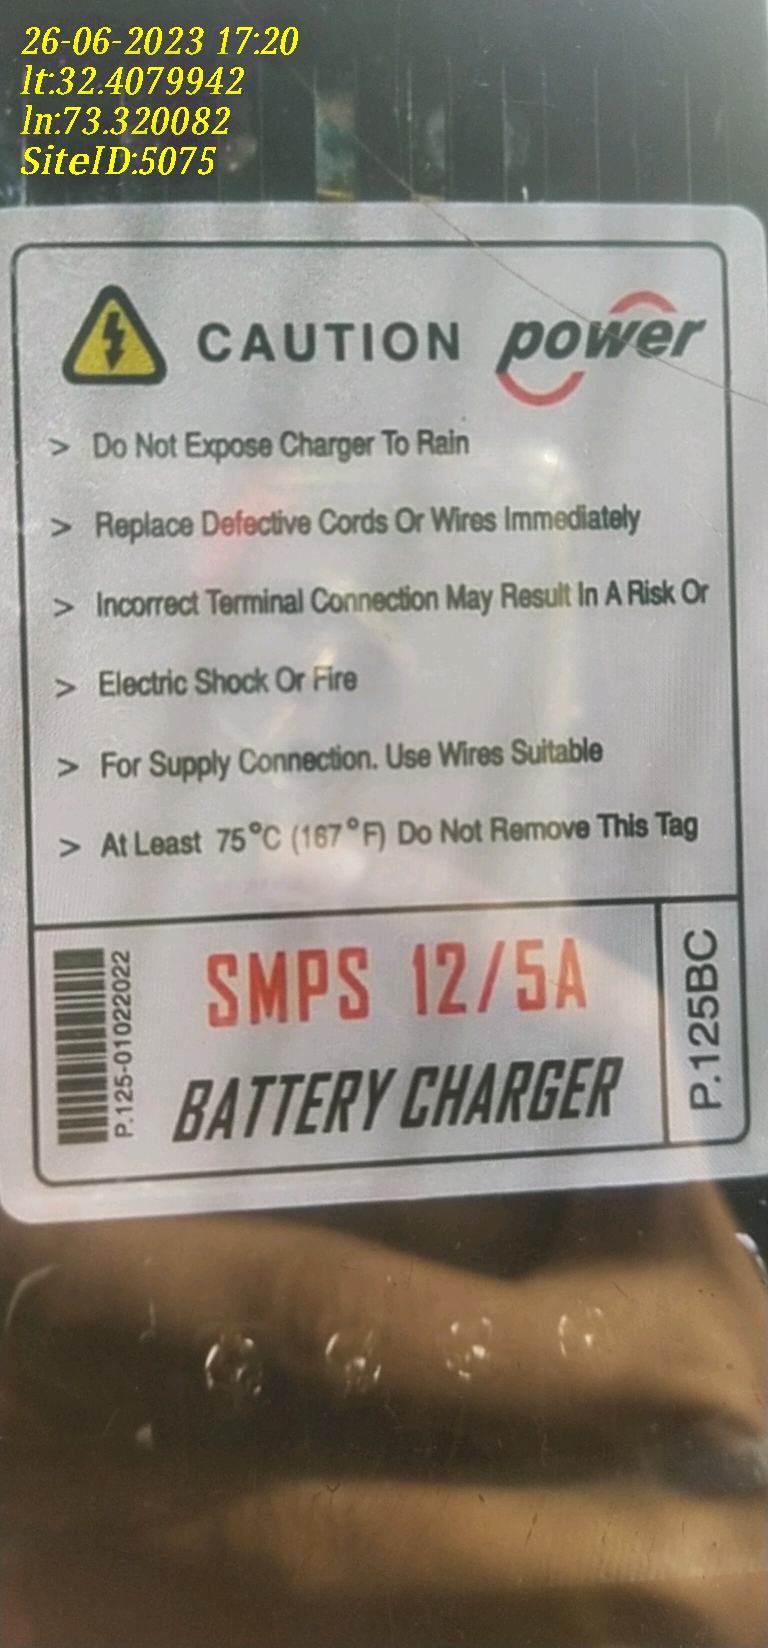 26-06-2023 17:20
lt:32.4079942
ln:73.320082
SiteID:5075
CAUTION power
> Do Not Expose Charger To Rain
> Replace Defective Cords Or Wires Immediately
> Incorrect Terminal Connection May Result In A Risk Or
> Electric Shock Or Fire
> For Supply Connection. Use Wires Suitable
> At Least 75°C (167°F) Do Not Remove This Tag
P.125-01022022
SMPS 12/5A
BATTERY CHARGER
P.125BC